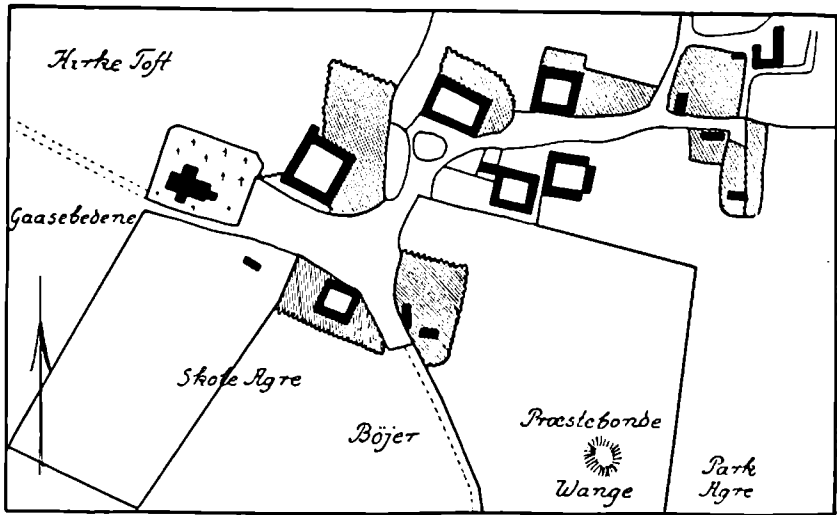 Kirke Toft
Gaasebedene
Skole Agre
Böjer
Præstebonde
Wange
Park
Agre